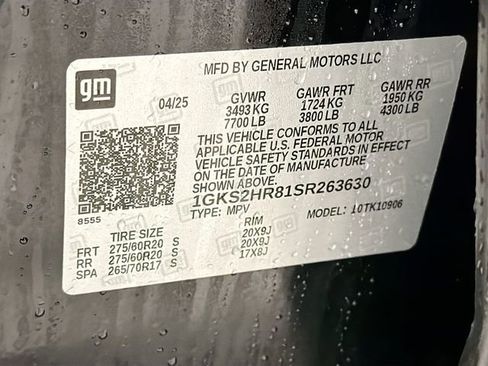 gm
MFD BY GENERAL MOTORS LLC
04/25 GVWR GAWR FRT GAWR RR
3493 KG 1724 KG 1950 KG
7700 LB 3800 LB 4300 LB
THIS VEHICLE CONFORMS TO ALL
APPLICABLE U.S. FEDERAL MOTOR
VEHICLE SAFETY STANDARDS IN EFFECT
ON THE DATE OF MANUFACTURE
SHOWN ABOVE.
1GKS2HR81SR263630
8555 TYPE: MPV MODEL: 10TK10906
TIRE SIZE RIM
FRT 275/60R20 S 20X9J
RR 275/60R20 S 20X9J
SPA 265/70R17 S 17X8J